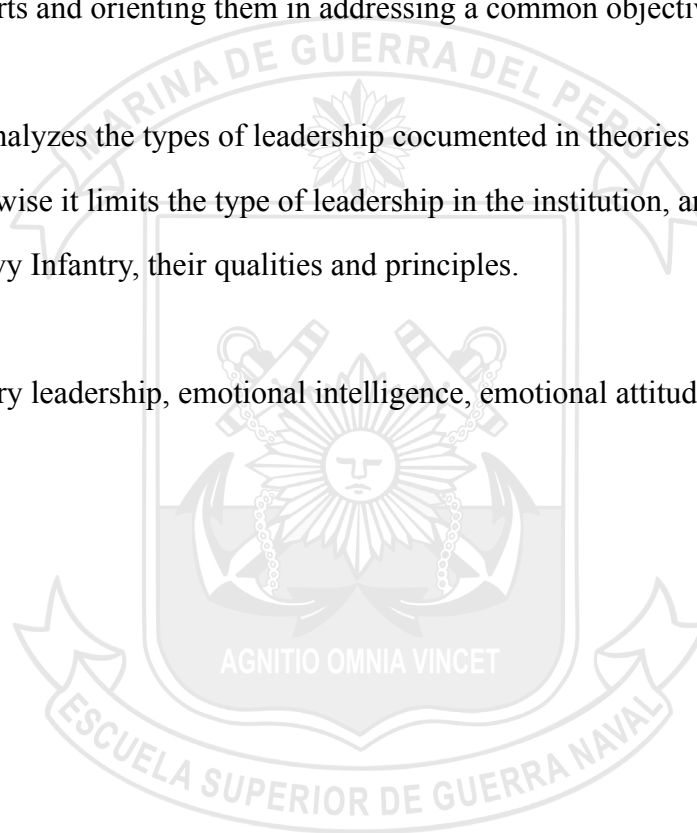 rts and orienting them in addressing a common objectiv
MARINA DE GUERRA DEL PERU
nalyzes the types of leadership cocumented in theories
wise it limits the type of leadership in the institution, an
vy Infantry, their qualities and principles.
ry leadership, emotional intelligence, emotional attitud
AGNITIO OMNIA VINCET
ESCUELA SUPERIOR DE GUERRA NAVAL